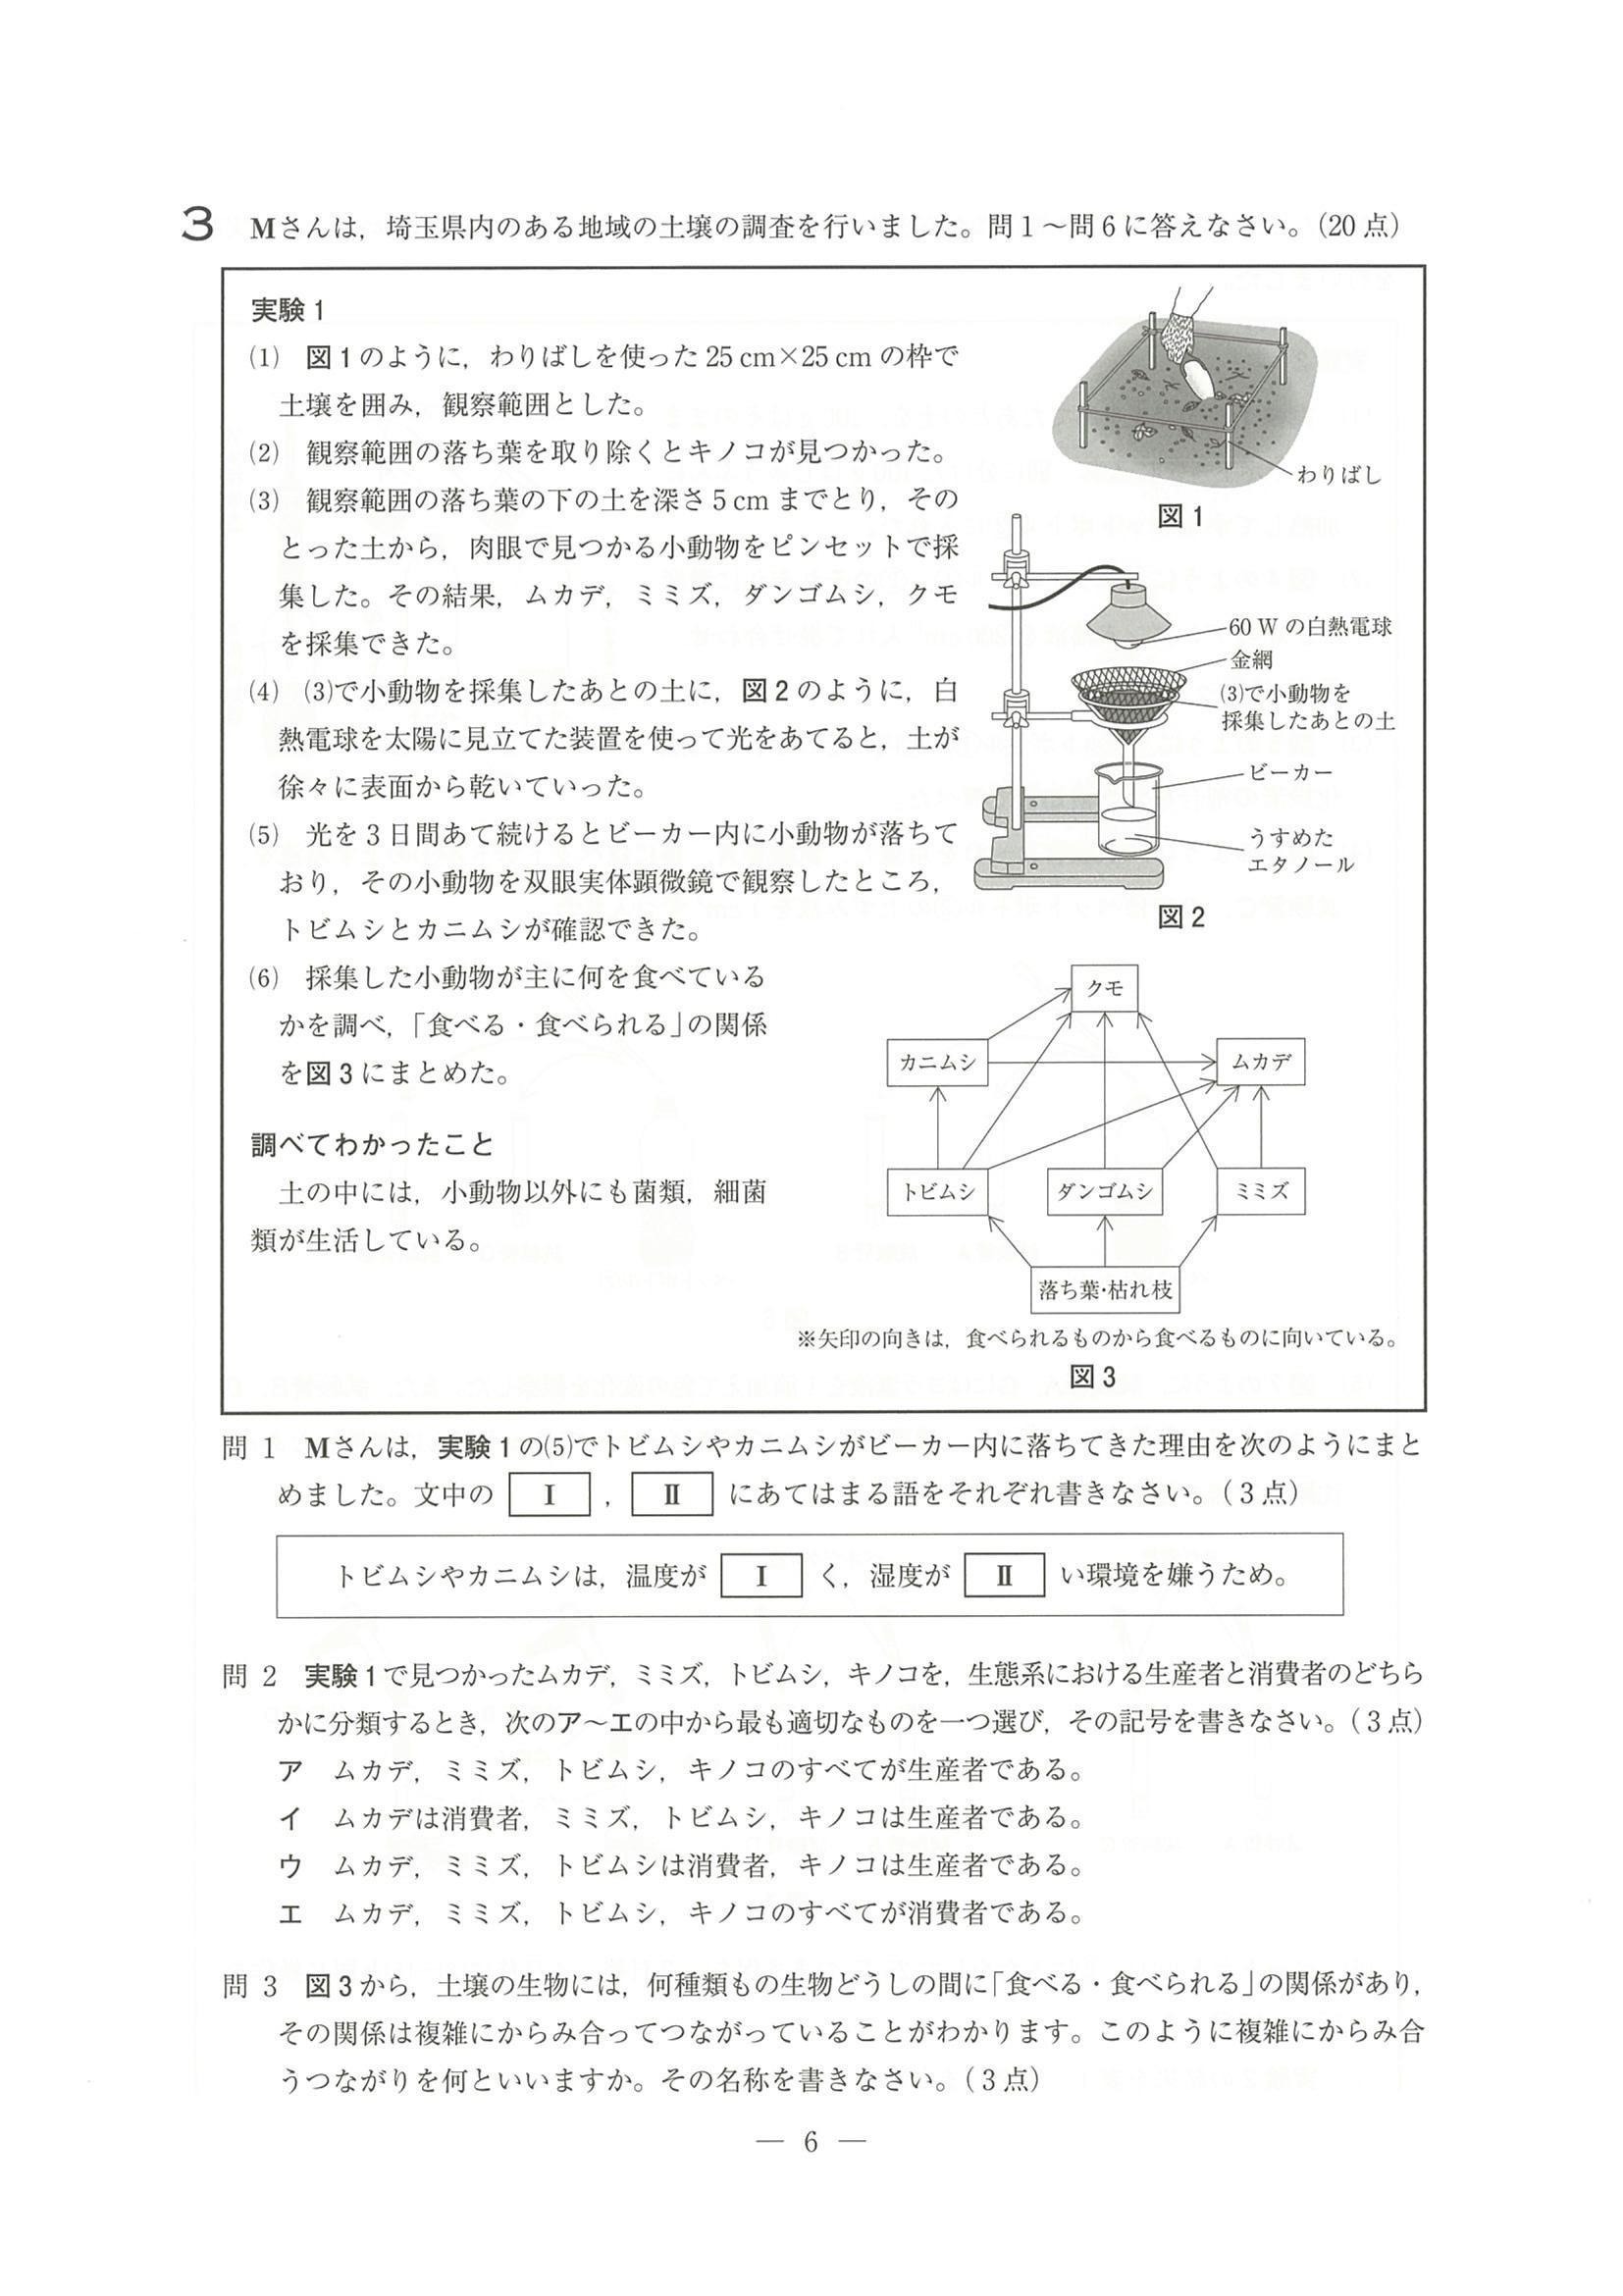 3 Mさんは，埼玉県内のある地域の土壌の調査を行いました。問1～問6に答えなさい。（20点）
実験1
(1) 図1のように，わりばしを使った25 cm×25 cmの枠で
土壌を囲み，観察範囲とした。
(2) 観察範囲の落ち葉を取り除くとキノコが見つかった。
(3) 観察範囲の落ち葉の下の土を深さ5 cmまでとり，その
とった土から，肉眼で見つかる小動物をピンセットで採
集した。その結果，ムカデ，ミミズ，ダンゴムシ，クモ
を採集できた。
(4) (3)で小動物を採集したあとの土に，図2のように，白
熱電球を太陽に見立てた装置を使って光をあてると，土が
徐々に表面から乾いていった。
(5) 光を3日間あて続けるとビーカー内に小動物が落ちて
おり，その小動物を双眼実体顕微鏡で観察したところ，
トビムシとカニムシが確認できた。
(6) 採集した小動物が主に何を食べている
かを調べ，「食べる・食べられる」の関係
を図3にまとめた。
調べてわかったこと
土の中には，小動物以外にも菌類，細菌
類が生活している。
わりばし
図1
60 Wの白熱電球
金網
(3)で小動物を
採集したあとの土
ビーカー
うすめた
エタノール
図2
クモ
カニムシ
ムカデ
トビムシ
ダンゴムシ
ミミズ
落ち葉・枯れ枝
※矢印の向きは，食べられるものから食べるものに向いている。
図3
問1 Mさんは，実験1の(5)でトビムシやカニムシがビーカー内に落ちてきた理由を次のようにまと
めました。文中の Ⅰ ， Ⅱ にあてはまる語をそれぞれ書きなさい。（3点）
トビムシやカニムシは，温度が Ⅰ く，湿度が Ⅱ い環境を嫌うため。
問2 実験1で見つかったムカデ，ミミズ，トビムシ，キノコを，生態系における生産者と消費者のどちら
かに分類するとき，次のア～エの中から最も適切なものを一つ選び，その記号を書きなさい。（3点）
ア ムカデ，ミミズ，トビムシ，キノコのすべてが生産者である。
イ ムカデは消費者，ミミズ，トビムシ，キノコは生産者である。
ウ ムカデ，ミミズ，トビムシは消費者，キノコは生産者である。
エ ムカデ，ミミズ，トビムシ，キノコのすべてが消費者である。
問3 図3から，土壌の生物には，何種類もの生物どうしの間に「食べる・食べられる」の関係があり，
その関係は複雑にからみ合ってつながっていることがわかります。このように複雑にからみ合
うつながりを何といいますか。その名称を書きなさい。（3点）
― 6 ―